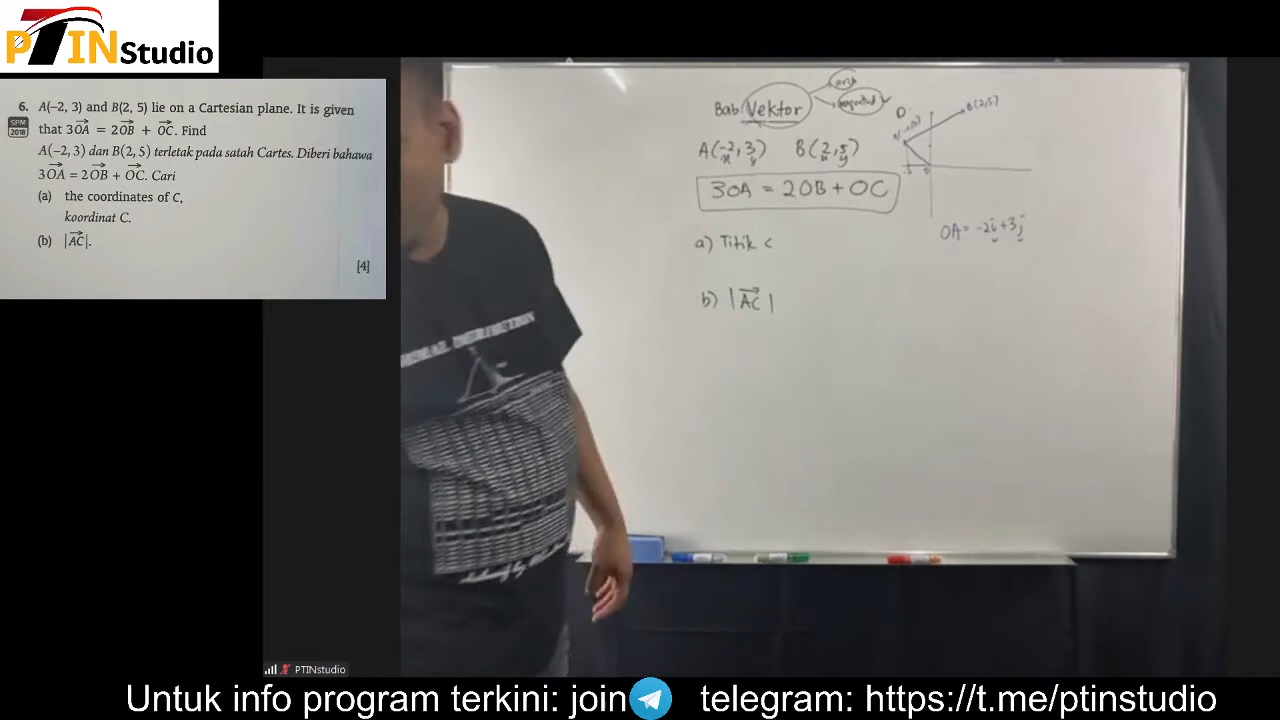 PTIN Studio
6. A(−2, 3) and B(2, 5) lie on a Cartesian plane. It is given
SPM
2018
that 3OA⃗ = 2OB⃗ + OC⃗. Find
A(−2, 3) dan B(2, 5) terletak pada satah Cartes. Diberi bahawa
3OA⃗ = 2OB⃗ + OC⃗. Cari
(a) the coordinates of C,
koordinat C.
(b) |AC⃗|.
[4]
Bab: Vektor
A(-2, 3) B(2, 5)
x y x y
3OA = 2OB + OC
a) Titik C
b) |AC⃗|
B(2,5)
OA = -2i + 3j
PTINstudio
Untuk info program terkini: join telegram: https://t.me/ptinstudio